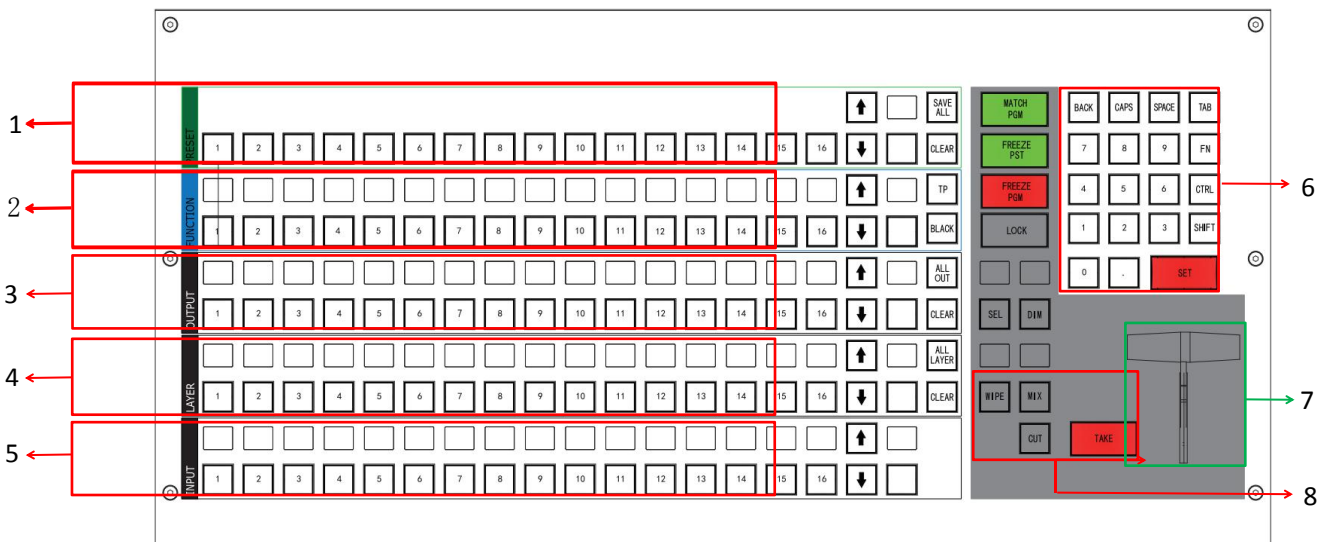 1
PRESET
1 2 3 4 5 6 7 8 9 10 11 12 13 14 15 16
SAVE
ALL
CLEAR
2
FUNCTION
1 2 3 4 5 6 7 8 9 10 11 12 13 14 15 16
TP
BLACK
3
OUTPUT
1 2 3 4 5 6 7 8 9 10 11 12 13 14 15 16
ALL
OUT
CLEAR
4
LAYER
1 2 3 4 5 6 7 8 9 10 11 12 13 14 15 16
ALL
LAYER
CLEAR
5
INPUT
1 2 3 4 5 6 7 8 9 10 11 12 13 14 15 16
MATCH
PGM
FREEZE
PST
FREEZE
PGM
LOCK
SEL DIM
WIPE MIX
CUT TAKE
BACK CAPS SPACE TAB
7 8 9 FN
4 5 6 CTRL
1 2 3 SHIFT
0 . SET
6
7
8